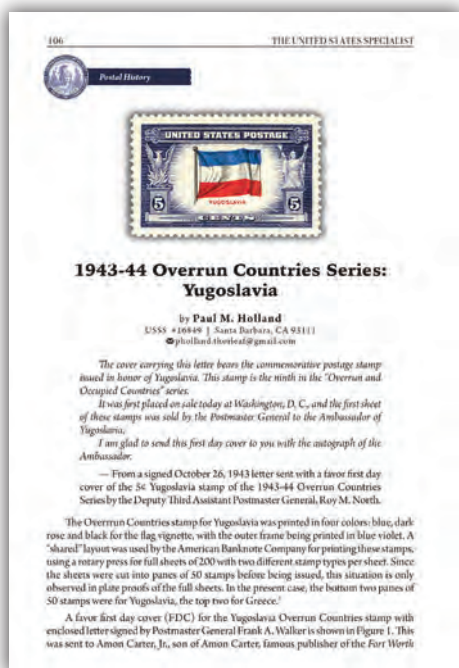 106 THE UNITED STATES SPECIALIST
Postal History
UNITED STATES POSTAGE
YUGOSLAVIA
5 CENTS 5
1943-44 Overrun Countries Series:
Yugoslavia
by Paul M. Holland
USSS #10849 | Santa Barbara, CA 93111
pholland.thevieaf@gmail.com
The cover carrying this letter bears the commemorative postage stamp
issued in honor of Yugoslavia. This stamp is the ninth in the "Overrun and
Occupied Countries" series.
It was first placed on sale today at Washington, D. C., and the first sheet
of these stamps was sold by the Postmaster General to the Ambassador of
Yugoslavia.
I am glad to send this first day cover to you with the autograph of the
Ambassador.
— From a signed October 26, 1943 letter sent with a favor first day
cover of the 5¢ Yugoslavia stamp of the 1943-44 Overrun Countries
Series by the Deputy Third Assistant Postmaster General, Roy M. North.
The Overrrun Countries stamp for Yugoslavia was printed in four colors: blue, dark
rose and black for the flag vignette, with the outer frame being printed in blue violet. A
"shared" layout was used by the American Banknote Company for printing these stamps,
using a rotary press for full sheets of 200 with two different stamp types per sheet. Since
the sheets were cut into panes of 50 stamps before being issued, this situation is only
observed in plate proofs of the full sheets. In the present case, the bottom two panes of
50 stamps were for Yugoslavia, the top two for Greece.¹
A favor first day cover (FDC) for the Yugoslavia Overrun Countries stamp with
enclosed letter signed by Postmaster General Frank A. Walker is shown in Figure 1. This
was sent to Amon Carter, Jr., son of Amon Carter, famous publisher of the Fort Worth